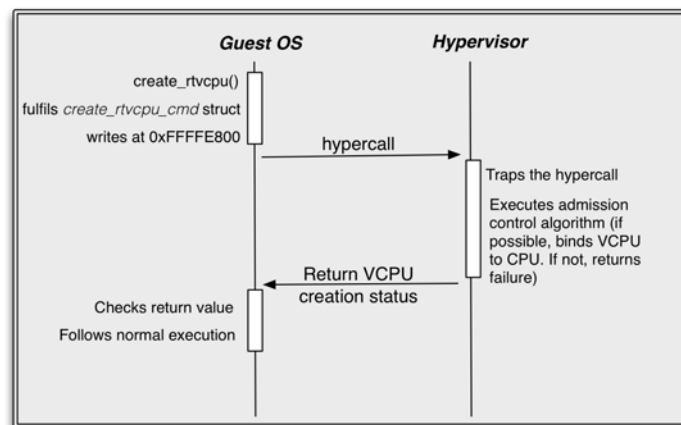 Guest OS
Hypervisor
create_rtvcpu()
fulfils create_rtvcpu_cmd struct
writes at 0xFFFFE800
hypercall
Traps the hypercall
Executes admission
control algorithm (if
possible, binds VCPU
to CPU. If not, returns
failure)
Return VCPU
creation status
Checks return value
Follows normal execution